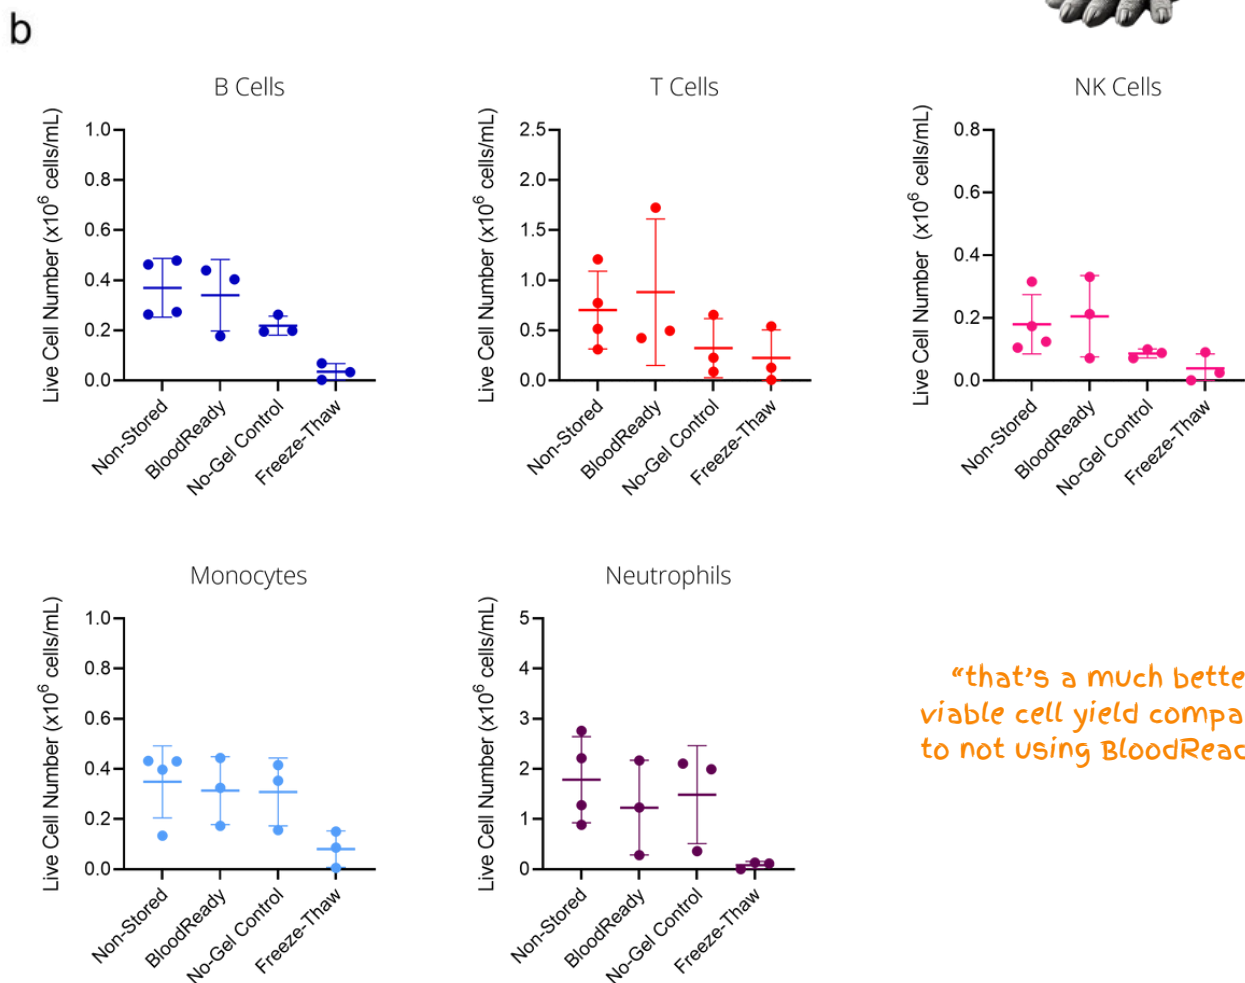 b
B Cells
Live Cell Number (x10⁶ cells/mL)
1.0
0.8
0.6
0.4
0.2
0.0
Non-Stored
BloodReady
No-Gel Control
Freeze-Thaw
T Cells
Live Cell Number (x10⁶ cells/mL)
2.5
2.0
1.5
1.0
0.5
0.0
Non-Stored
BloodReady
No-Gel Control
Freeze-Thaw
NK Cells
Live Cell Number (x10⁶ cells/mL)
0.8
0.6
0.4
0.2
0.0
Non-Stored
BloodReady
No-Gel Control
Freeze-Thaw
Monocytes
Live Cell Number (x10⁶ cells/mL)
1.0
0.8
0.6
0.4
0.2
0.0
Non-Stored
BloodReady
No-Gel Control
Freeze-Thaw
Neutrophils
Live Cell Number (x10⁶ cells/mL)
5
4
3
2
1
0
Non-Stored
BloodReady
No-Gel Control
Freeze-Thaw
“that's a much bette
viable cell yield compa
to not using BloodRead